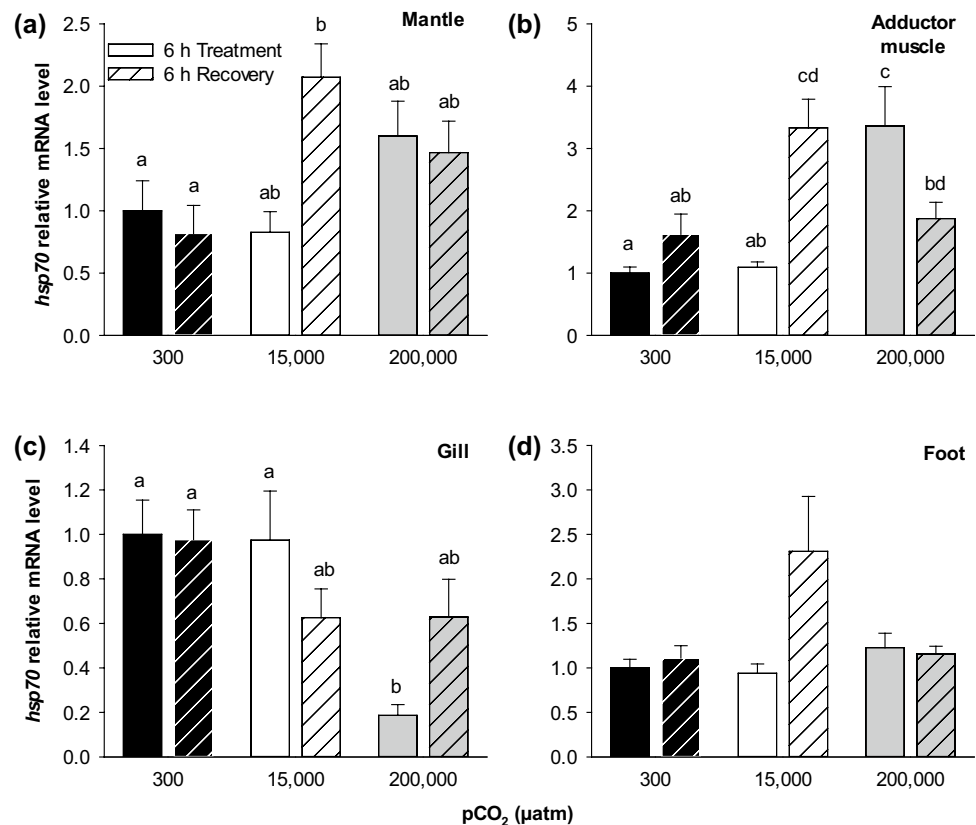 (a)
Mantle
2.5
2.0
1.5
1.0
0.5
0.0
hsp70 relative mRNA level
6 h Treatment
6 h Recovery
a
a
ab
b
ab
ab
300
15,000
200,000
(b)
Adductor
muscle
5
4
3
2
1
0
a
ab
ab
cd
c
bd
300
15,000
200,000
(c)
Gill
1.4
1.2
1.0
0.8
0.6
0.4
0.2
0.0
hsp70 relative mRNA level
a
a
a
ab
b
ab
300
15,000
200,000
(d)
Foot
3.5
3.0
2.5
2.0
1.5
1.0
0.5
0.0
300
15,000
200,000
pCO₂ (µatm)